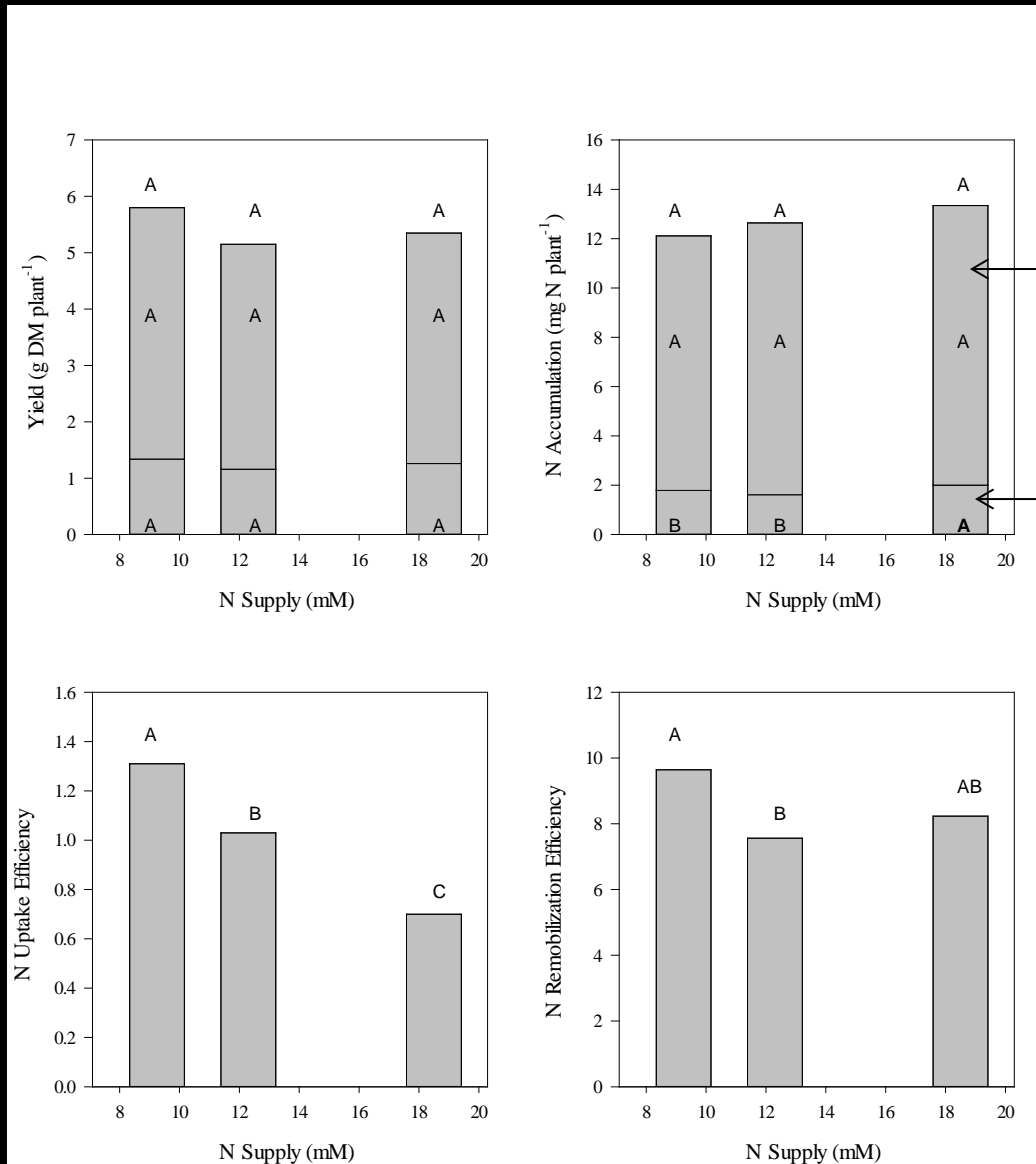 Yield (g DM plant⁻¹)
7
6
5
4
3
2
1
0
A
A
A
A
A
A
A
A
A
8 10 12 14 16 18 20
N Supply (mM)
N Accumulation (mg N plant⁻¹)
16
14
12
10
8
6
4
2
0
A
A
A
A
A
A
B
B
A
8 10 12 14 16 18 20
N Supply (mM)
N Uptake Efficiency
1.6
1.4
1.2
1.0
0.8
0.6
0.4
0.2
0.0
A
B
C
8 10 12 14 16 18 20
N Supply (mM)
N Remobilization Efficiency
12
10
8
6
4
2
0
A
B
AB
8 10 12 14 16 18 20
N Supply (mM)